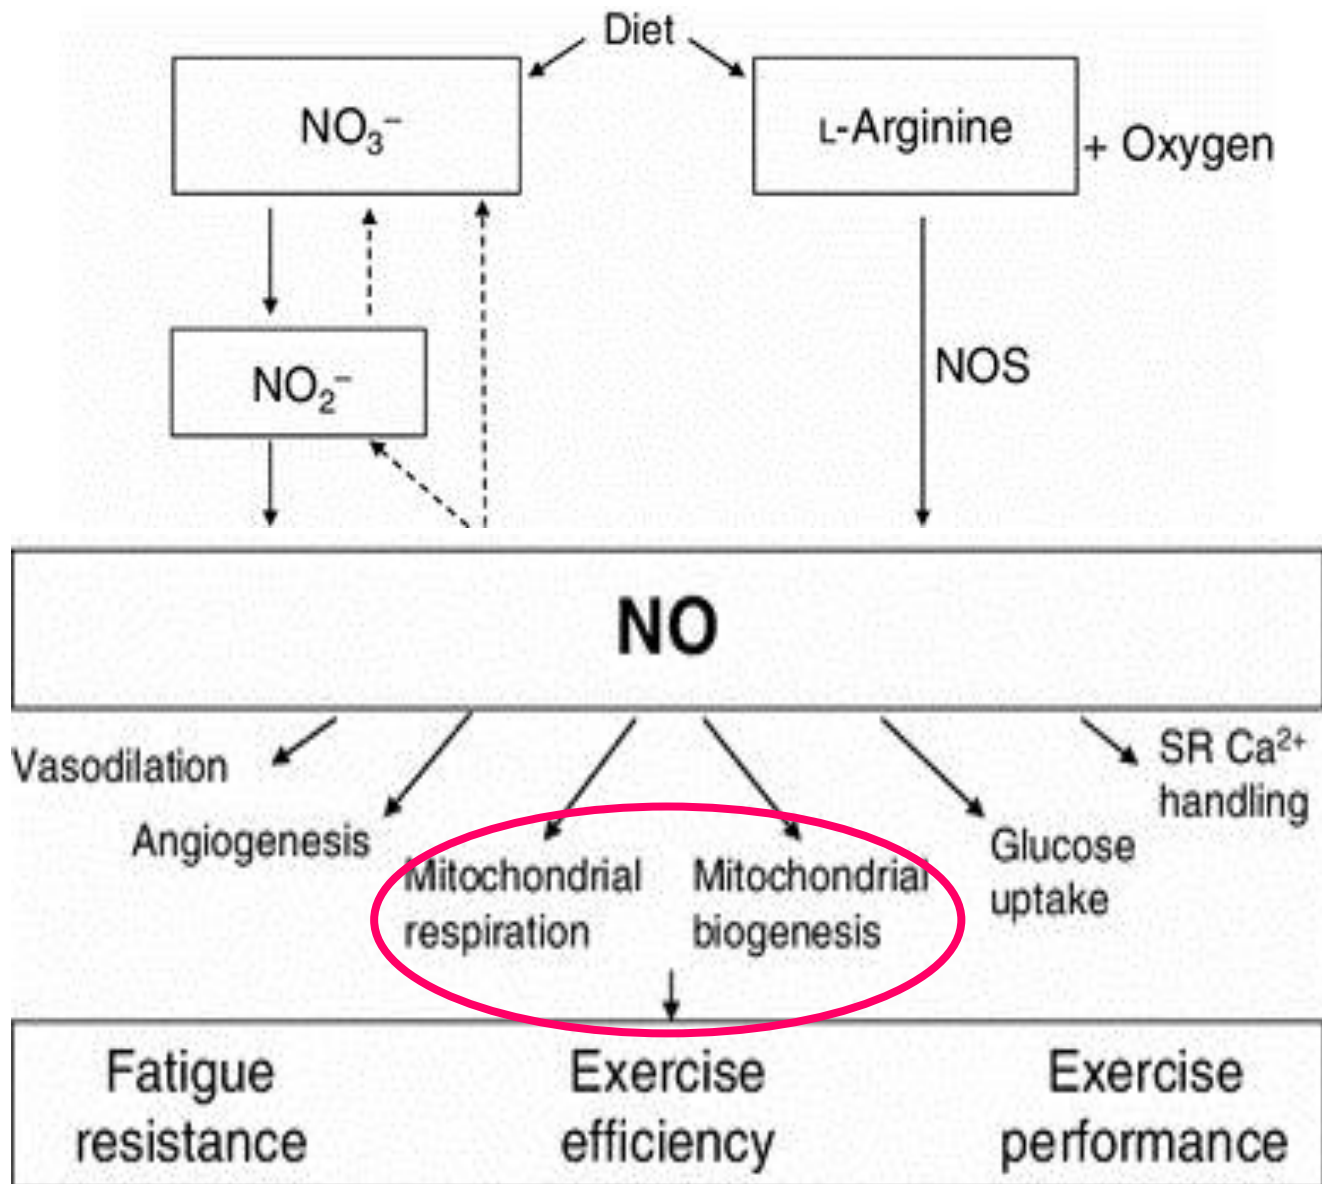 Diet
NO₃⁻
L-Arginine
+ Oxygen
NO₂⁻
NOS
NO
Vasodilation
Angiogenesis
Mitochondrial
respiration
Mitochondrial
biogenesis
Glucose
uptake
SR Ca²⁺
handling
Fatigue
resistance
Exercise
efficiency
Exercise
performance